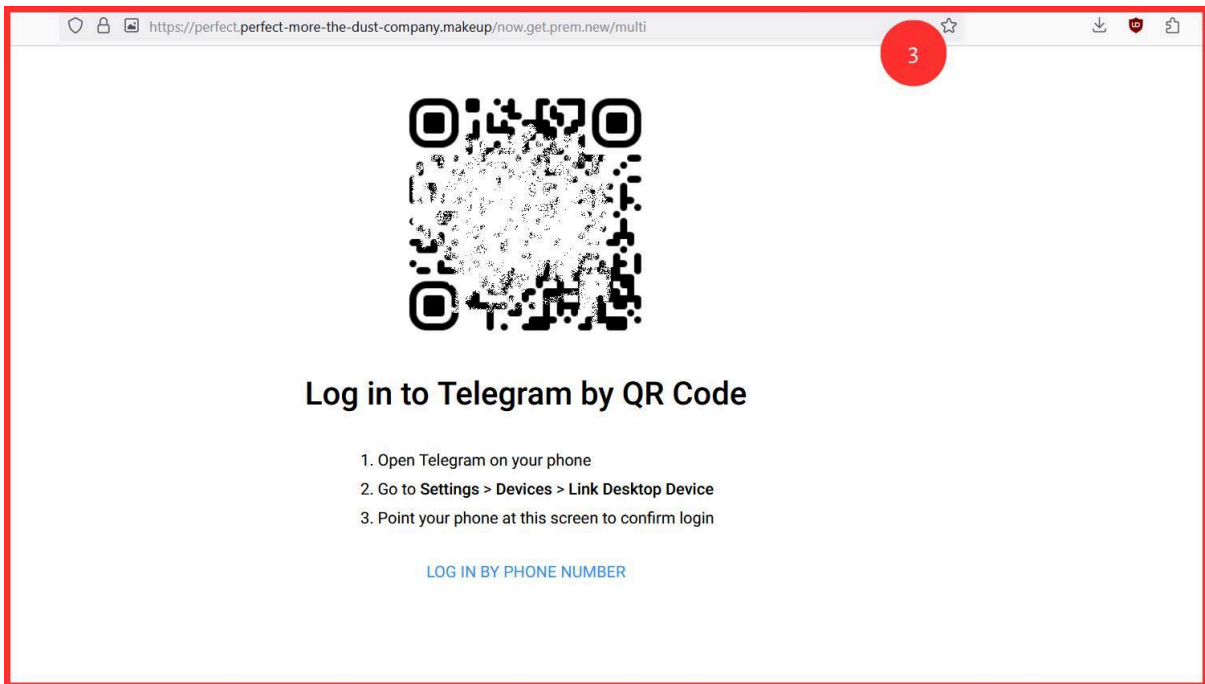 https://perfect.perfect-more-the-dust-company.makeup/now.get.prem.new/multi
3
Log in to Telegram by QR Code
1. Open Telegram on your phone
2. Go to Settings > Devices > Link Desktop Device
3. Point your phone at this screen to confirm login
LOG IN BY PHONE NUMBER